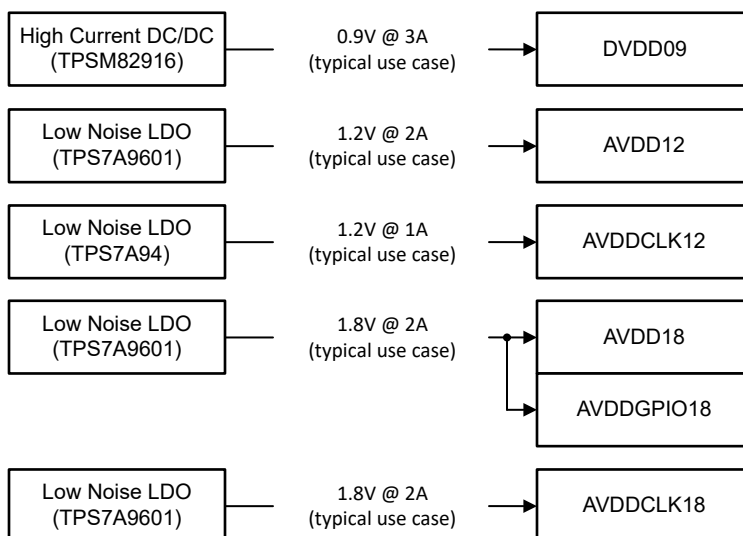 High Current DC/DC
(TPSM82916)
0.9V @ 3A
(typical use case)
DVDD09
Low Noise LDO
(TPS7A9601)
1.2V @ 2A
(typical use case)
AVDD12
Low Noise LDO
(TPS7A94)
1.2V @ 1A
(typical use case)
AVDDCLK12
Low Noise LDO
(TPS7A9601)
1.8V @ 2A
(typical use case)
AVDD18
AVDDGPIO18
Low Noise LDO
(TPS7A9601)
1.8V @ 2A
(typical use case)
AVDDCLK18